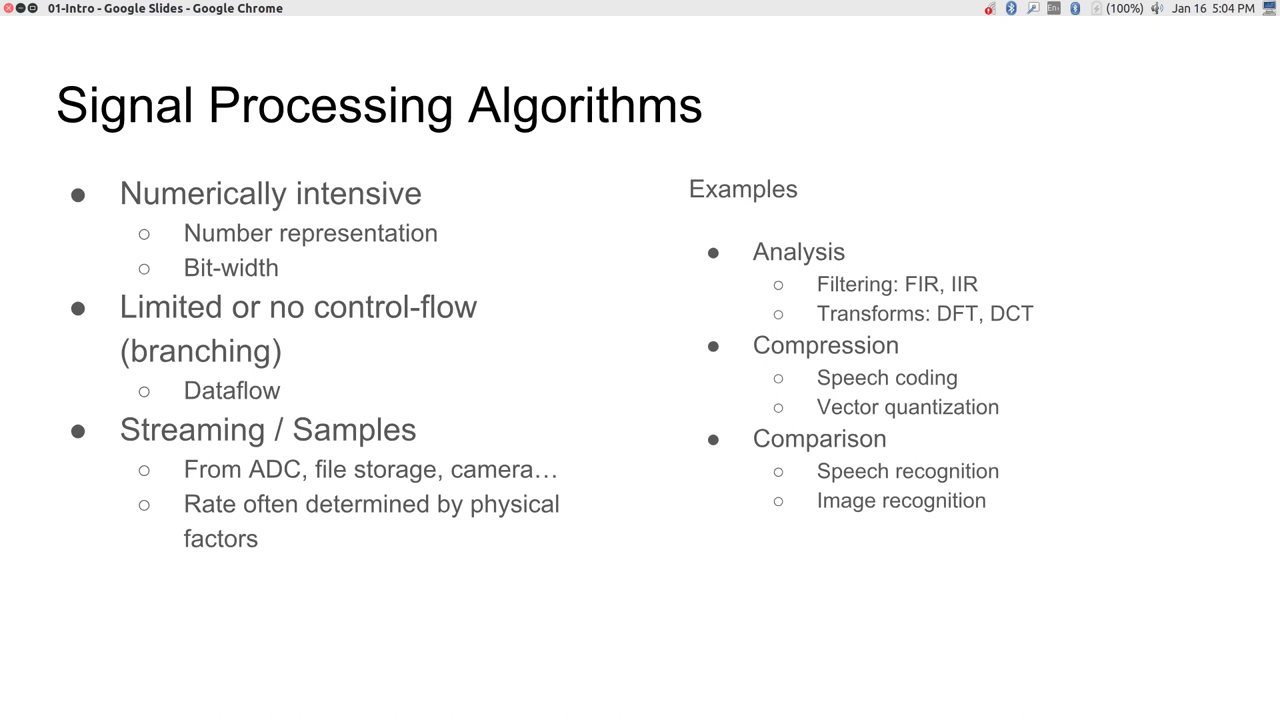 01-Intro - Google Slides - Google Chrome
En₁ (100%) Jan 16 5:04 PM
Signal Processing Algorithms
● Numerically intensive
○ Number representation
○ Bit-width
● Limited or no control-flow
(branching)
○ Dataflow
● Streaming / Samples
○ From ADC, file storage, camera…
○ Rate often determined by physical
factors
Examples
● Analysis
○ Filtering: FIR, IIR
○ Transforms: DFT, DCT
● Compression
○ Speech coding
○ Vector quantization
● Comparison
○ Speech recognition
○ Image recognition